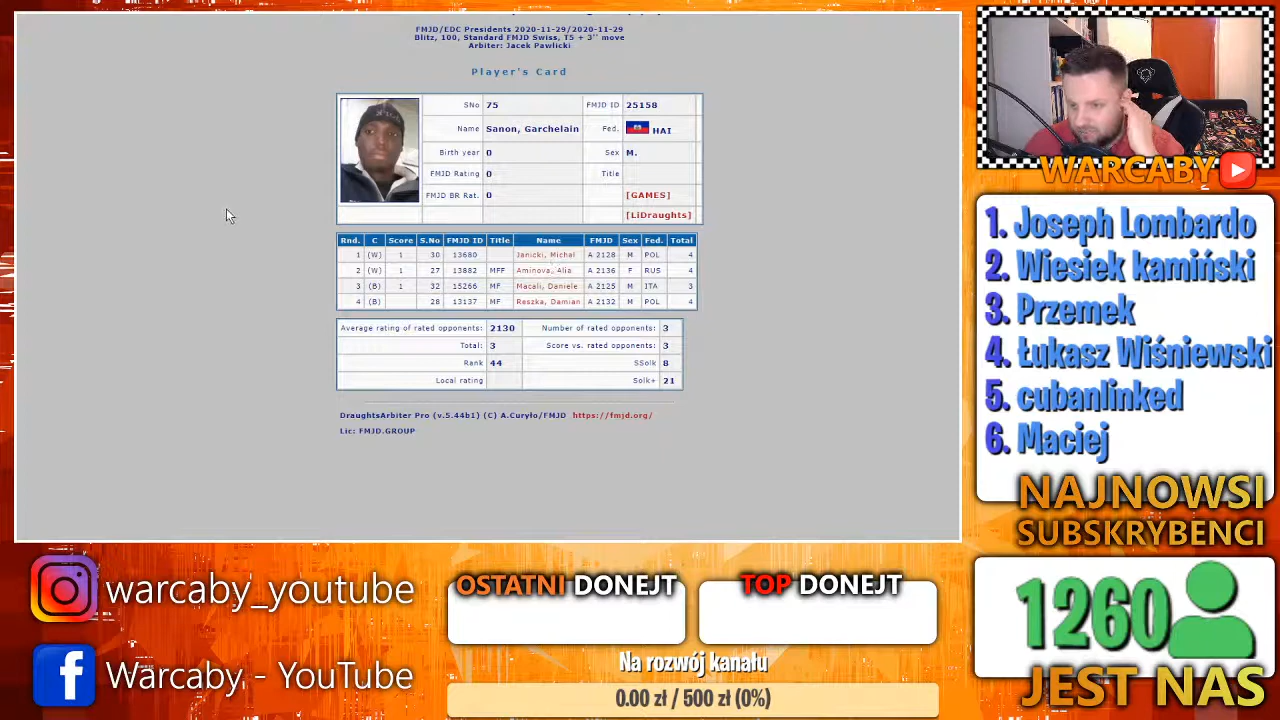 FMJD/EDC Presidents 2020-11-29/2020-11-29
Blitz, 100, Standard FMJD Swiss, T5 + 3'' move
Arbiter: Jacek Pawlicki
Player's Card
SNo 75 FMJD ID 25158
Name Sanon, Garchelain Fed. HAI
Birth year 0 Sex M.
FMJD Rating 0 Title
FMJD BR Rat. 0 [GAMES]
[LiDraughts]
Rnd. C Score S.No FMJD ID Title Name FMJD Sex Fed. Total
1 (W) 1 30 13680 Janicki, Michal A 2128 M POL 4
2 (W) 1 27 13882 MFF Aminova, Alia A 2136 F RUS 4
3 (B) 1 32 15266 MF Macali, Daniele A 2125 M ITA 3
4 (B) 28 13137 MF Reszka, Damian A 2132 M POL 4
Average rating of rated opponents: 2130 Number of rated opponents: 3
Total: 3 Score vs. rated opponents: 3
Rank 44 SSolk 8
Local rating Solk+ 21
DraughtsArbiter Pro (v.5.44b1) (C) A.Curyło/FMJD https://fmjd.org/
Lic: FMJD.GROUP
WARCABY
1. Joseph Lombardo
2. Wiesiek kamiński
3. Przemek
4. Łukasz Wiśniewski
5. cubanlinked
6. Maciej
NAJNOWSI
SUBSKRYBENCI
1260
JEST NAS
warcaby_youtube
Warcaby - YouTube
OSTATNI DONEJT
TOP DONEJT
Na rozwój kanału
0.00 zł / 500 zł (0%)